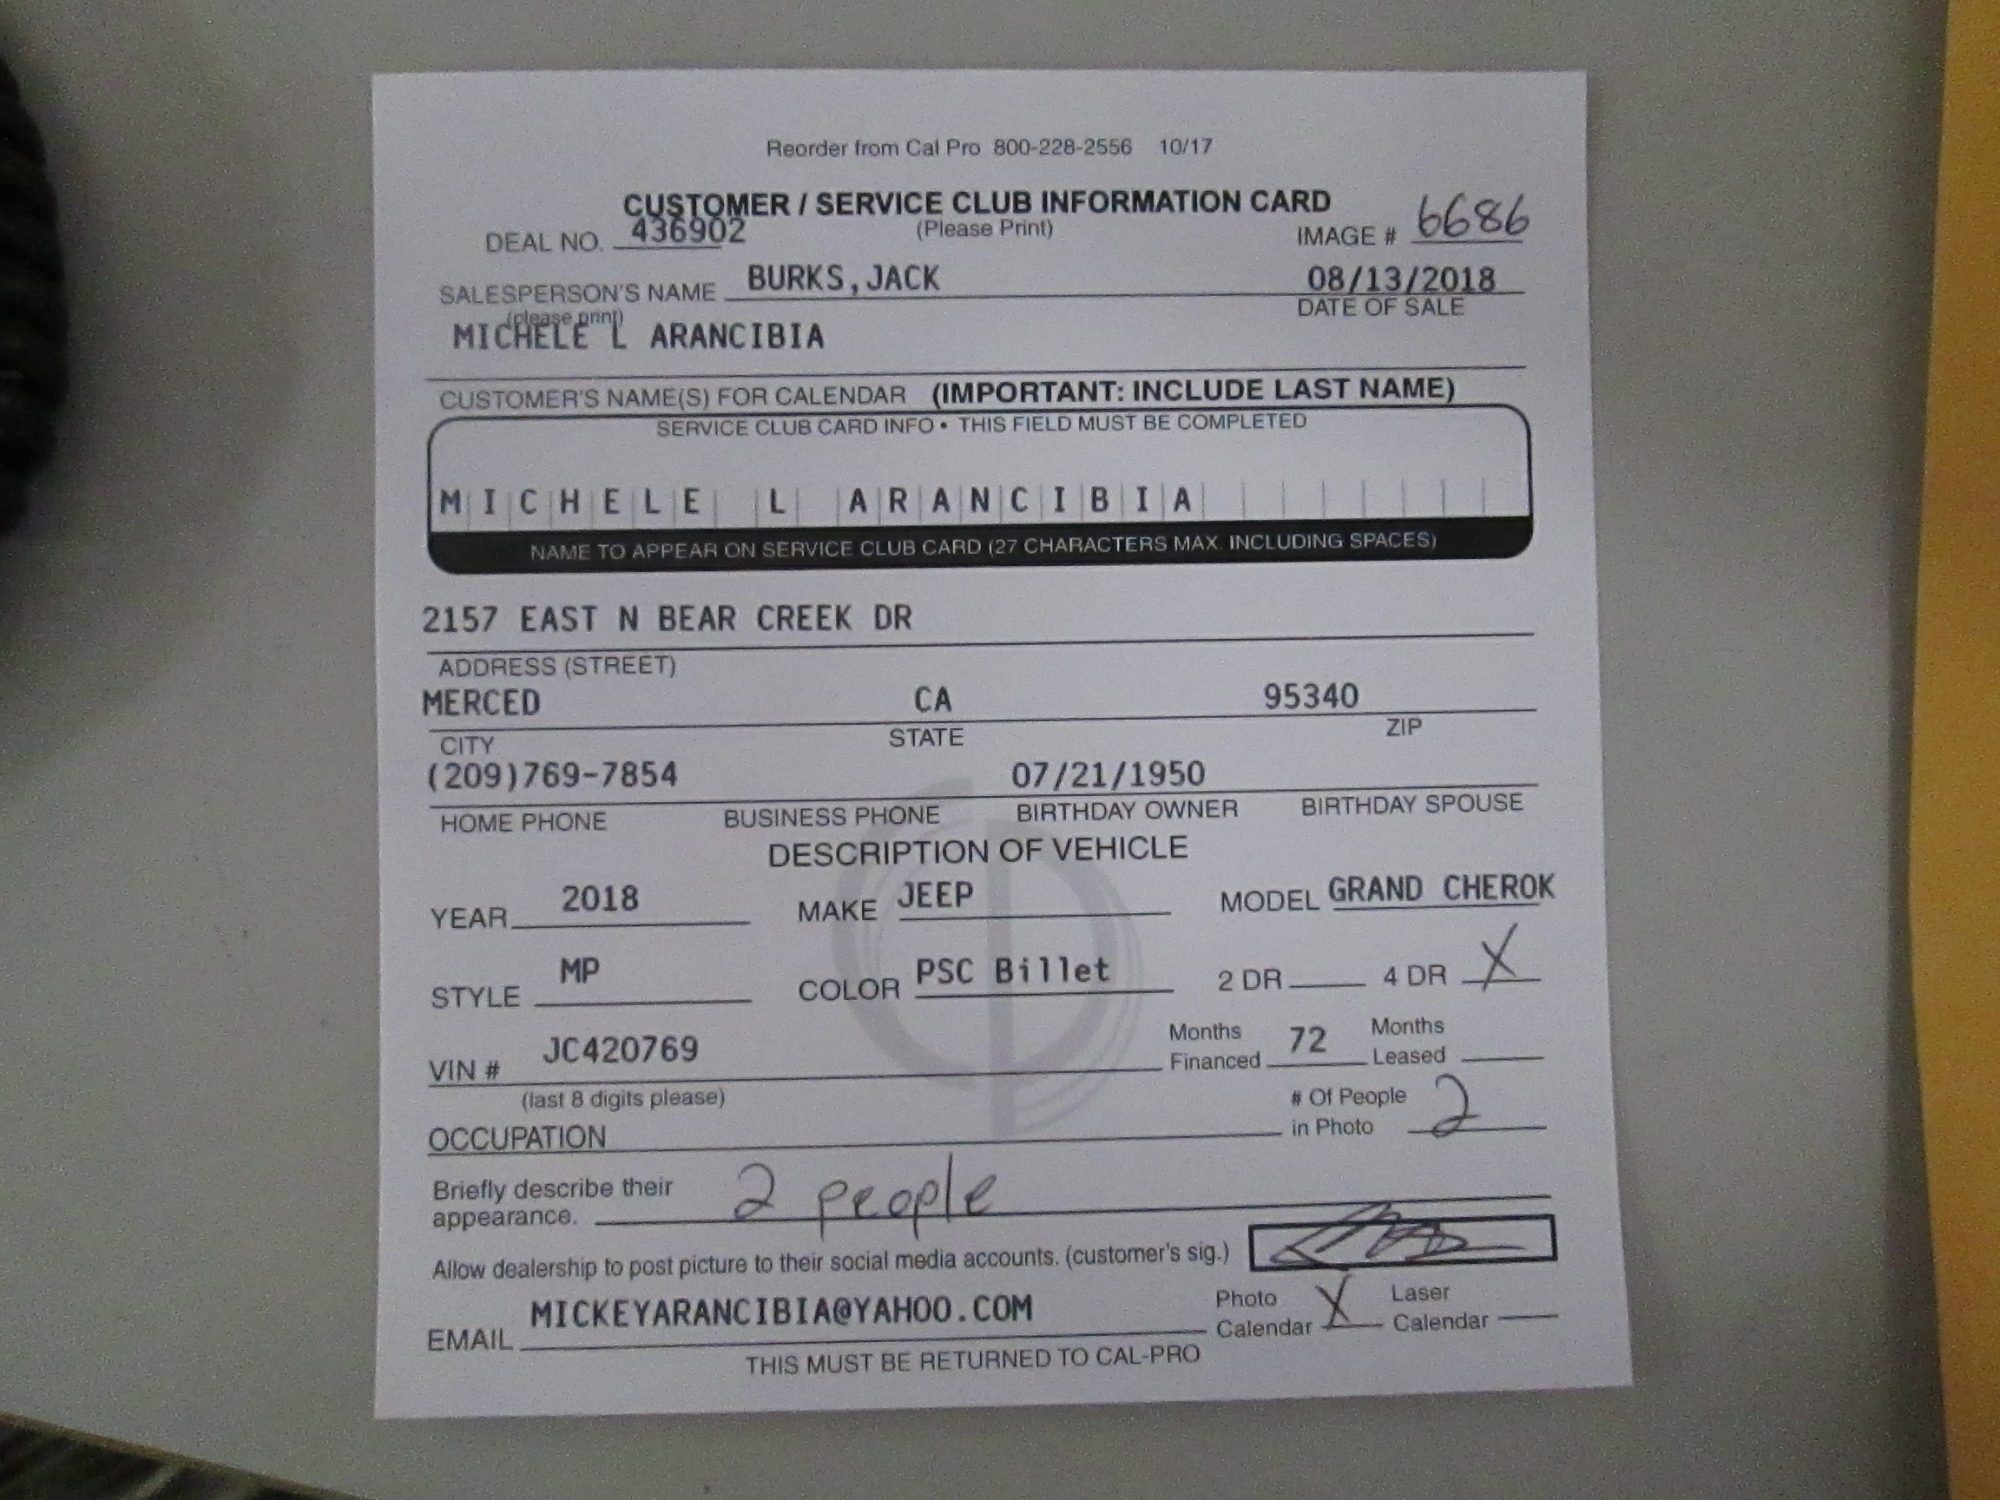 Reorder from Cal Pro 800-228-2556 10/17
CUSTOMER / SERVICE CLUB INFORMATION CARD
(Please Print)
DEAL NO. 436902
IMAGE # 6686
SALESPERSON'S NAME BURKS,JACK 08/13/2018
(please print) DATE OF SALE
MICHELE L ARANCIBIA
CUSTOMER'S NAME(S) FOR CALENDAR (IMPORTANT: INCLUDE LAST NAME)
SERVICE CLUB CARD INFO • THIS FIELD MUST BE COMPLETED
MICHELE L ARANCIBIA
NAME TO APPEAR ON SERVICE CLUB CARD (27 CHARACTERS MAX. INCLUDING SPACES)
2157 EAST N BEAR CREEK DR
ADDRESS (STREET)
MERCED CA 95340
CITY STATE ZIP
(209)769-7854 07/21/1950
HOME PHONE BUSINESS PHONE BIRTHDAY OWNER BIRTHDAY SPOUSE
DESCRIPTION OF VEHICLE
YEAR 2018 MAKE JEEP MODEL GRAND CHEROK
STYLE MP COLOR PSC Billet 2 DR 4 DR X
VIN # JC420769 Months Financed 72 Months Leased
(last 8 digits please)
OCCUPATION # Of People in Photo 2
Briefly describe their appearance. 2 people
Allow dealership to post picture to their social media accounts. (customer's sig.)
EMAIL MICKEYARANCIBIA@YAHOO.COM Photo Calendar X Laser Calendar
THIS MUST BE RETURNED TO CAL-PRO